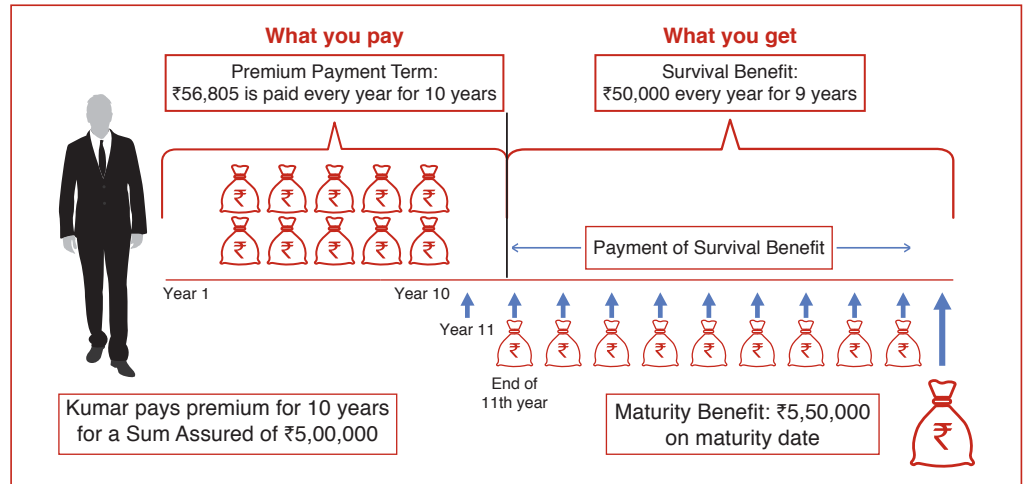 What you pay
What you get
Premium Payment Term:
₹56,805 is paid every year for 10 years
Survival Benefit:
₹50,000 every year for 9 years
₹ ₹ ₹ ₹ ₹
₹ ₹ ₹ ₹ ₹
Payment of Survival Benefit
Year 1
Year 10
Year 11
₹ ₹ ₹ ₹ ₹ ₹ ₹ ₹ ₹
End of
11th year
Kumar pays premium for 10 years
for a Sum Assured of ₹5,00,000
Maturity Benefit: ₹5,50,000
on maturity date
₹